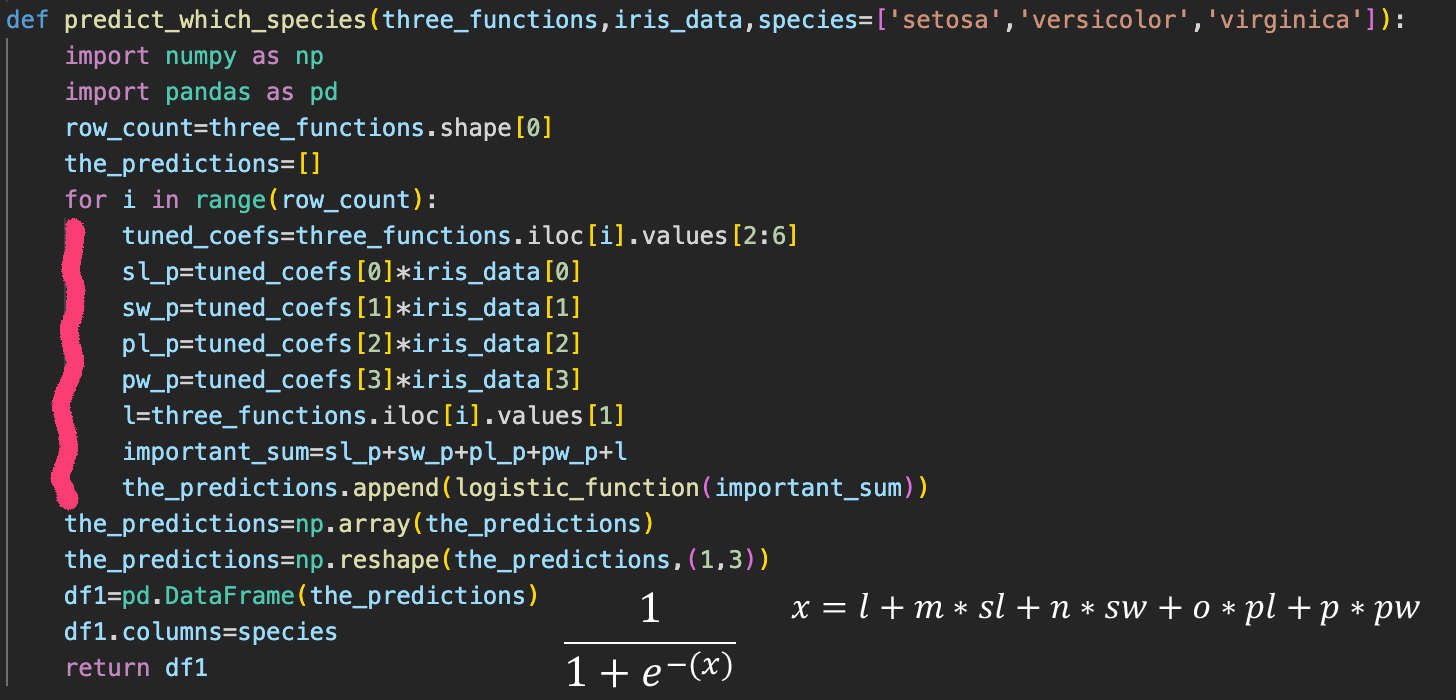 def predict_which_species(three_functions,iris_data,species=['setosa','versicolor','virginica']):
    import numpy as np
    import pandas as pd
    row_count=three_functions.shape[0]
    the_predictions=[]
    for i in range(row_count):
        tuned_coefs=three_functions.iloc[i].values[2:6]
        sl_p=tuned_coefs[0]*iris_data[0]
        sw_p=tuned_coefs[1]*iris_data[1]
        pl_p=tuned_coefs[2]*iris_data[2]
        pw_p=tuned_coefs[3]*iris_data[3]
        l=three_functions.iloc[i].values[1]
        important_sum=sl_p+sw_p+pl_p+pw_p+l
        the_predictions.append(logistic_function(important_sum))
    the_predictions=np.array(the_predictions)
    the_predictions=np.reshape(the_predictions,(1,3))
    df1=pd.DataFrame(the_predictions)
    df1.columns=species
    return df1
1
1 + e^−(x)
x = l + m * sl + n * sw + o * pl + p * pw